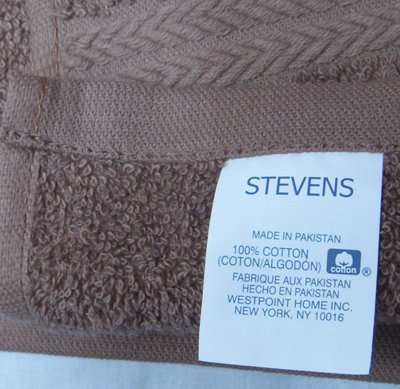 STEVENS
MADE IN PAKISTAN
100% COTTON
(COTON/ALGODON)
cotton ®
FABRIQUE AUX PAKISTAN
HECHO EN PAKISTAN
WESTPOINT HOME INC.
NEW YORK, NY 10016